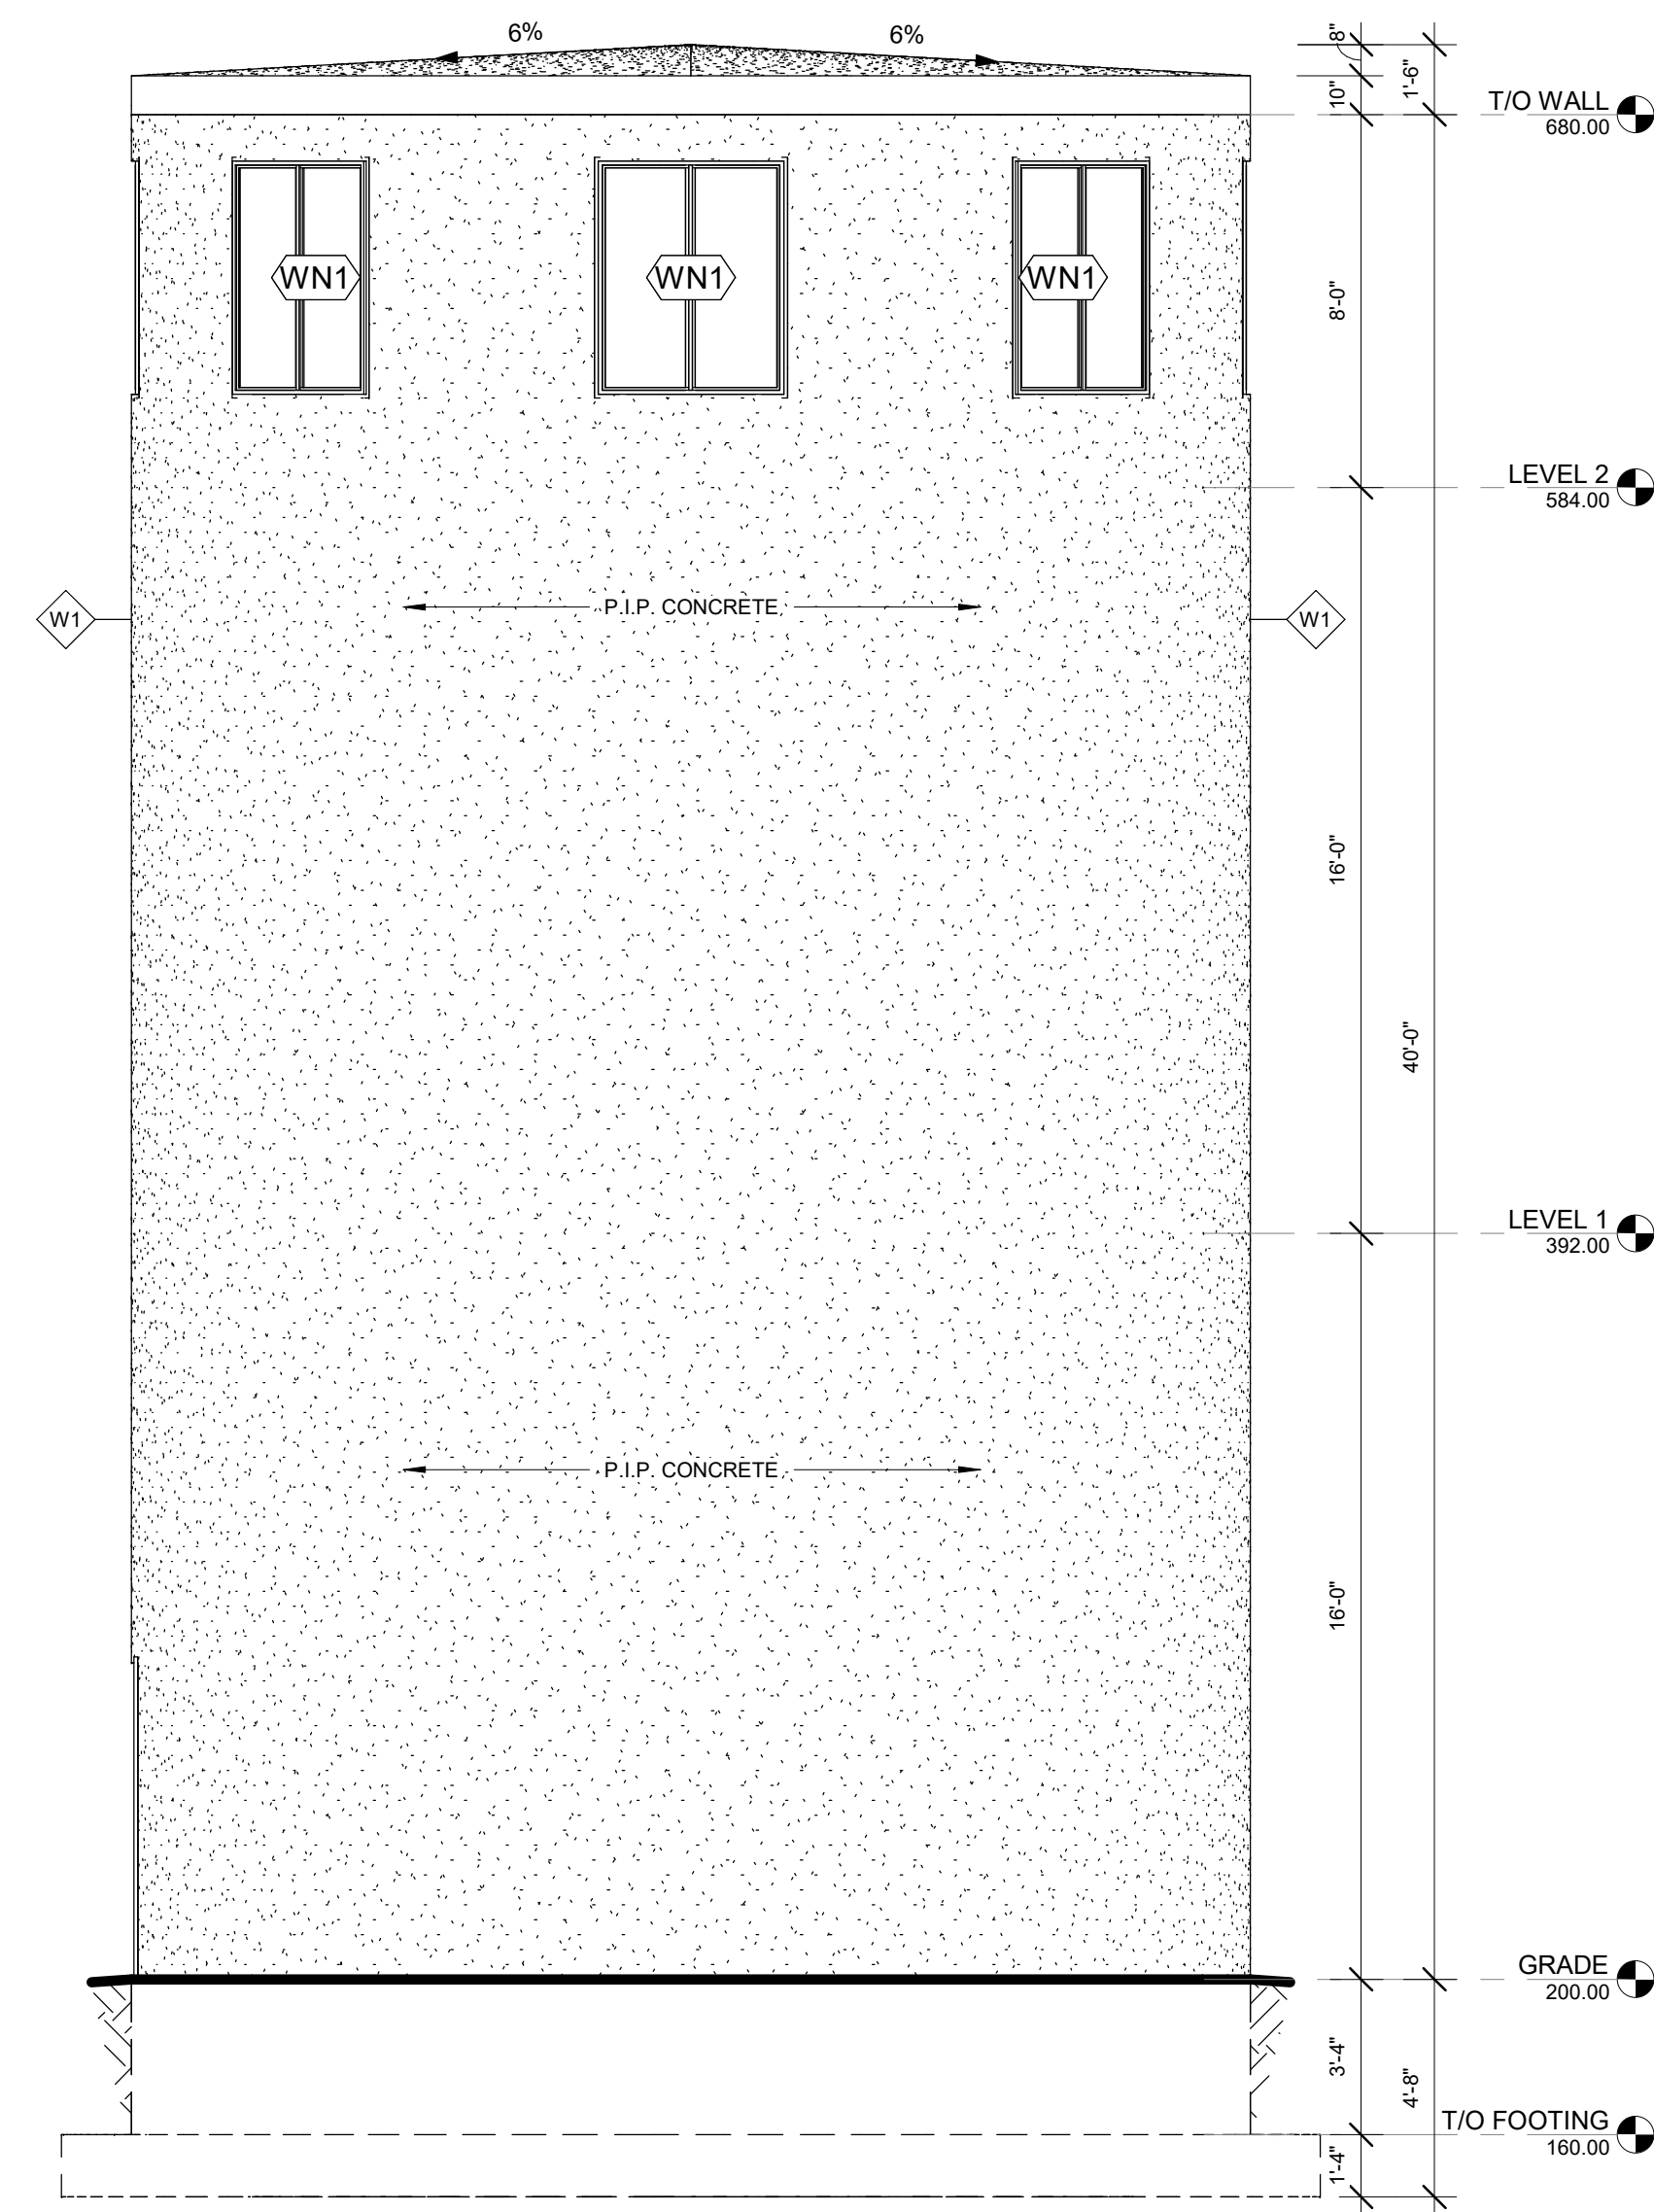 6%
6%
8"
10"
1'-6"
T/O WALL
680.00
WN1
WN1
WN1
8'-0"
LEVEL 2
584.00
P.I.P. CONCRETE
W1
W1
16'-0"
40'-0"
LEVEL 1
392.00
P.I.P. CONCRETE
16'-0"
GRADE
200.00
3'-4"
4'-8"
T/O FOOTING
160.00
1'-4"